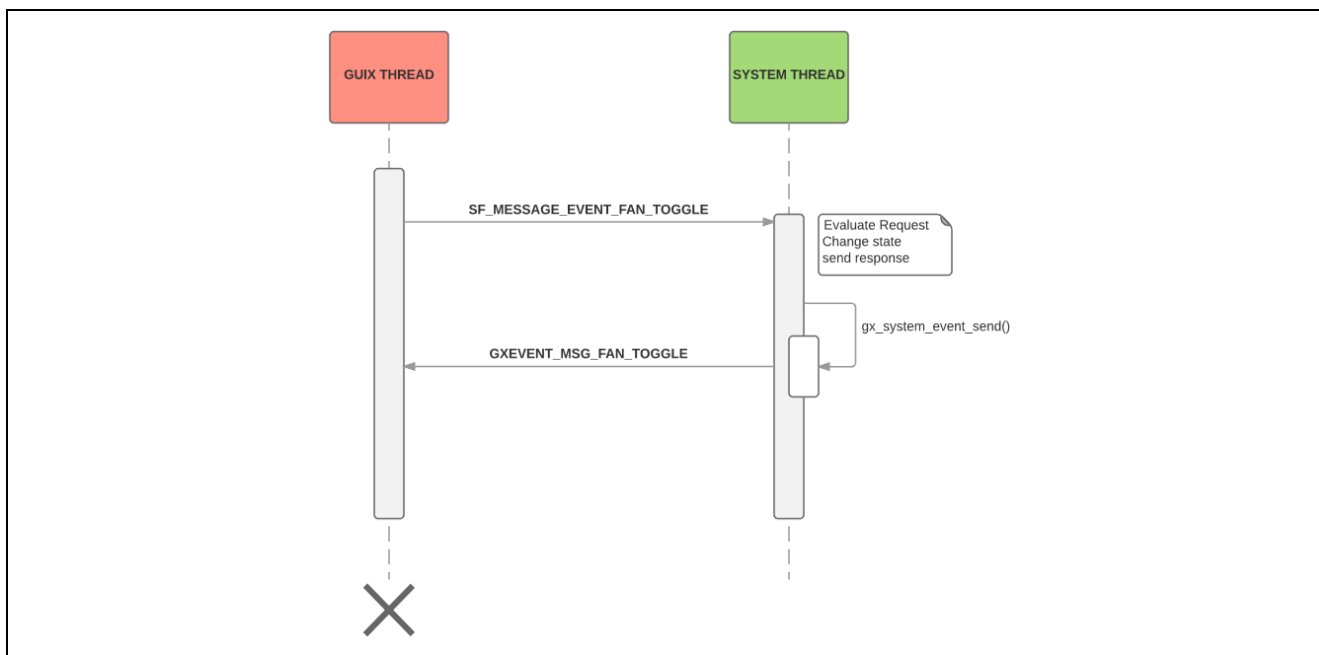 GUIX THREAD
SYSTEM THREAD
SF_MESSAGE_EVENT_FAN_TOGGLE
Evaluate Request
Change state
send response
gx_system_event_send()
GXEVENT_MSG_FAN_TOGGLE